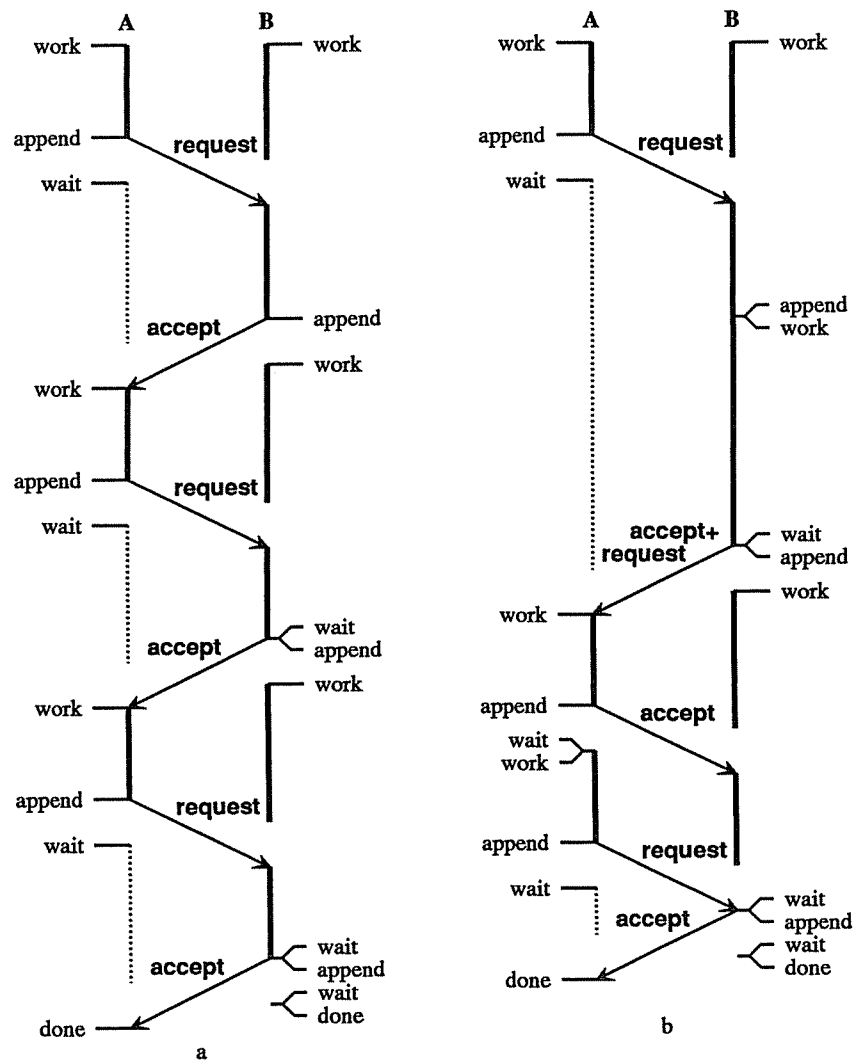 A
B
work
work
append
request
wait
accept
append
work
work
append
request
wait
wait
accept
append
work
work
append
request
wait
wait
accept
append
wait
done
done
a
A
B
work
work
append
request
wait
append
work
accept+
request
wait
append
work
work
append
accept
wait
work
append
request
wait
wait
accept
append
wait
done
done
b